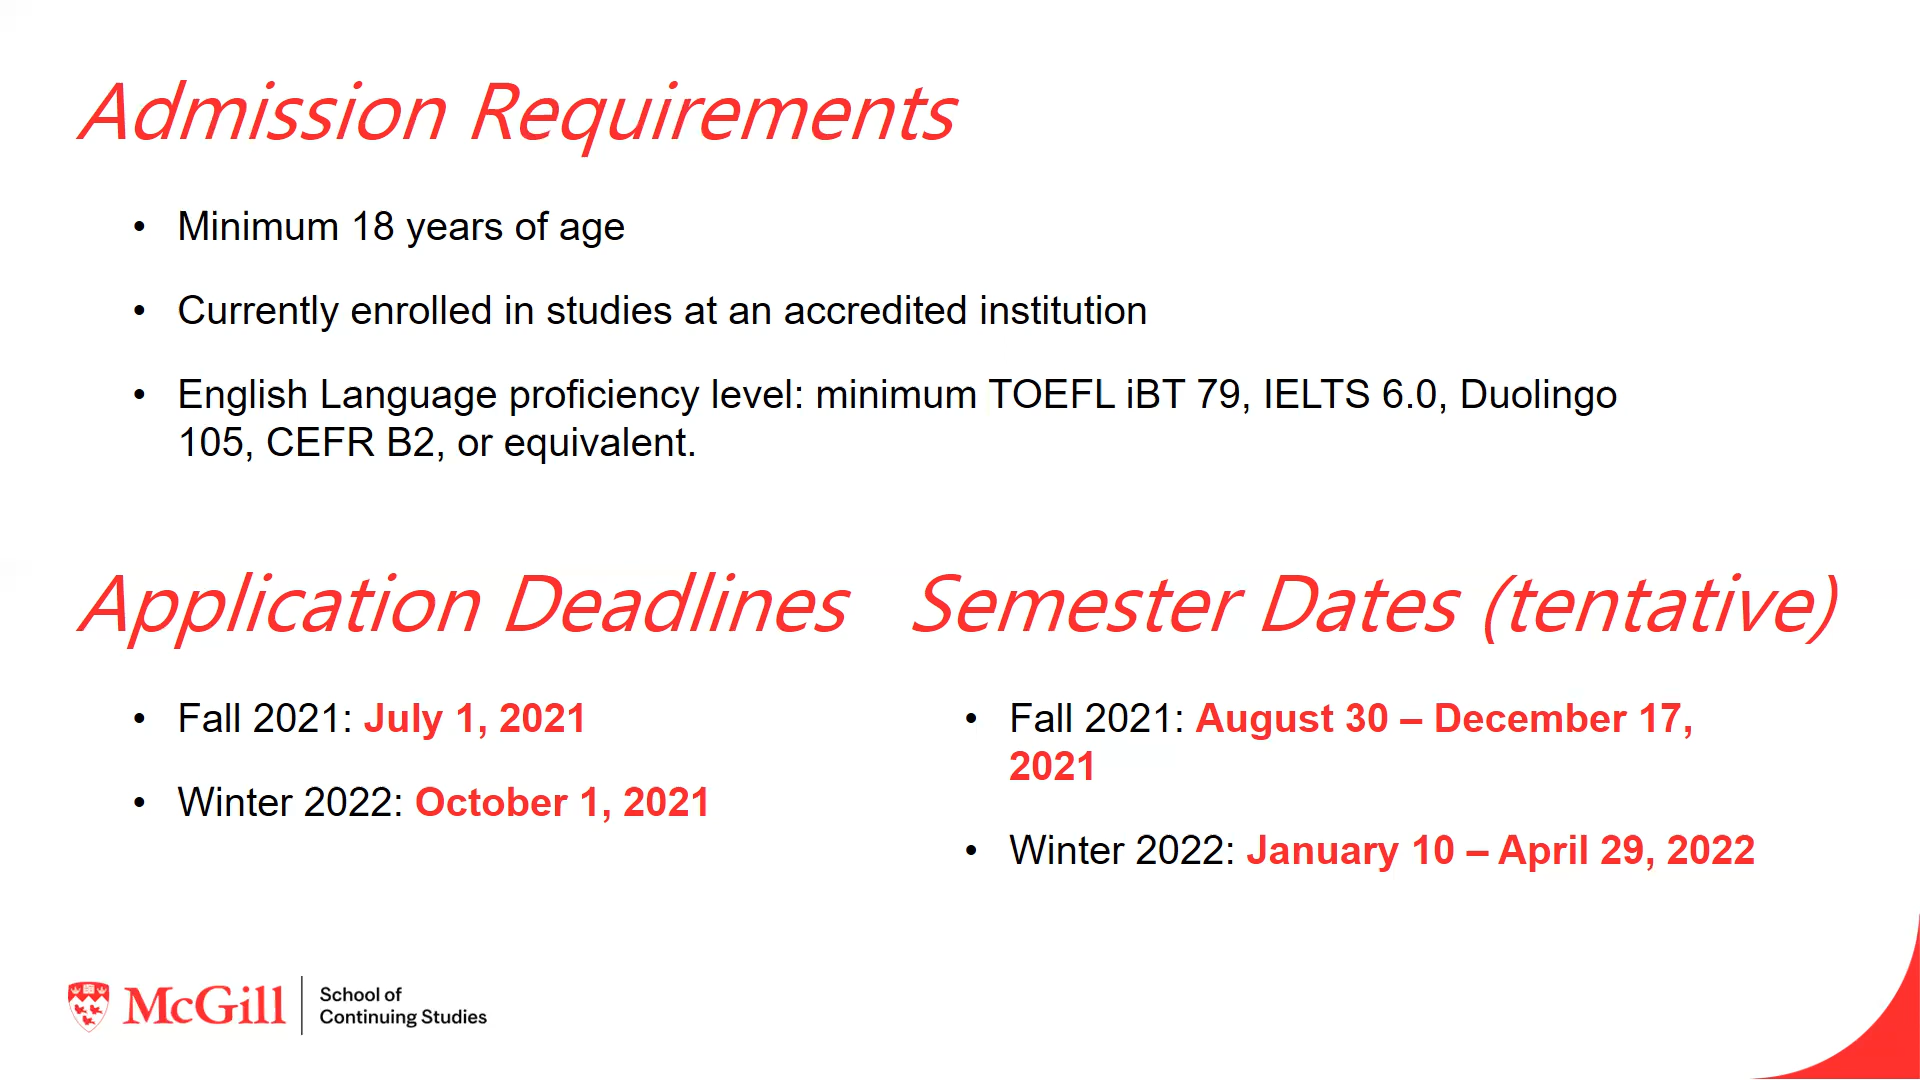 Admission Requirements
• Minimum 18 years of age
• Currently enrolled in studies at an accredited institution
• English Language proficiency level: minimum TOEFL iBT 79, IELTS 6.0, Duolingo
105, CEFR B2, or equivalent.
Application Deadlines
• Fall 2021: July 1, 2021
• Winter 2022: October 1, 2021
Semester Dates (tentative)
• Fall 2021: August 30 – December 17,
2021
• Winter 2022: January 10 – April 29, 2022
McGill
School of
Continuing Studies